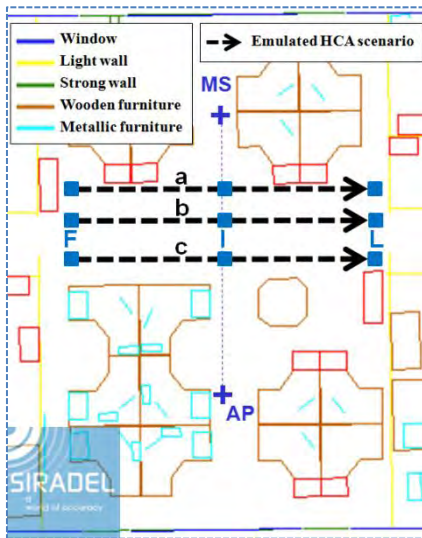 Window
Light wall
Strong wall
Wooden furniture
Metallic furniture
Emulated HCA scenario
MS
a
b
F I L
c
AP
SIRADEL
a world of accuracy